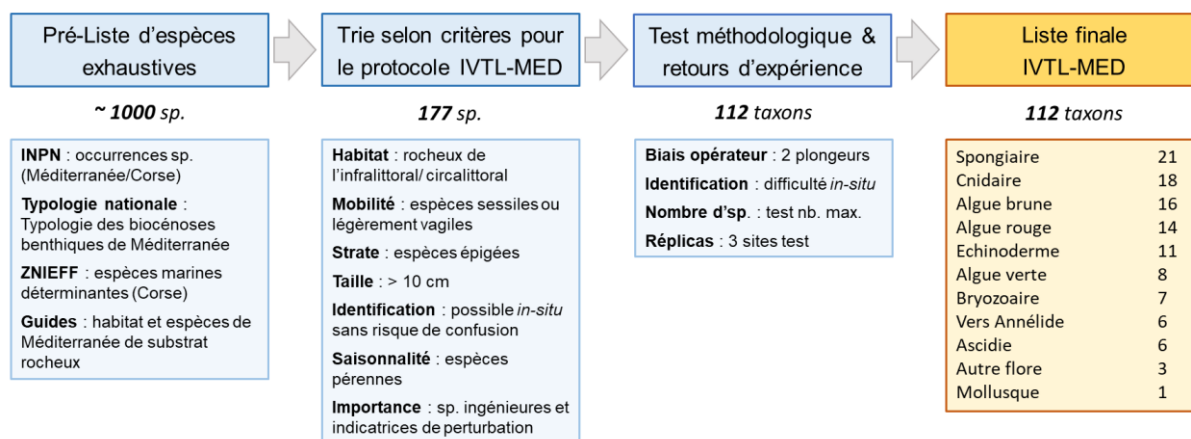 Pré-Liste d'espèces
exhaustives
~ 1000 sp.
INPN : occurrences sp.
(Méditerranée/Corse)
Typologie nationale :
Typologie des biocénoses
benthiques de Méditerranée
ZNIEFF : espèces marines
déterminantes (Corse)
Guides : habitat et espèces de
Méditerranée de substrat
rocheux
Trie selon critères pour
le protocole IVTL-MED
177 sp.
Habitat : rocheux de
l'infralittoral/ circalittoral
Mobilité : espèces sessiles ou
légèrement vagiles
Strate : espèces épigées
Taille : > 10 cm
Identification : possible in-situ
sans risque de confusion
Saisonnalité : espèces
pérennes
Importance : sp. ingénieures et
indicatrices de perturbation
Test méthodologique &
retours d'expérience
112 taxons
Biais opérateur : 2 plongeurs
Identification : difficulté in-situ
Nombre d'sp. : test nb. max.
Réplicas : 3 sites test
Liste finale
IVTL-MED
112 taxons
Spongiaire 21
Cnidaire 18
Algue brune 16
Algue rouge 14
Echinoderme 11
Algue verte 8
Bryozoaire 7
Vers Annélide 6
Ascidie 6
Autre flore 3
Mollusque 1